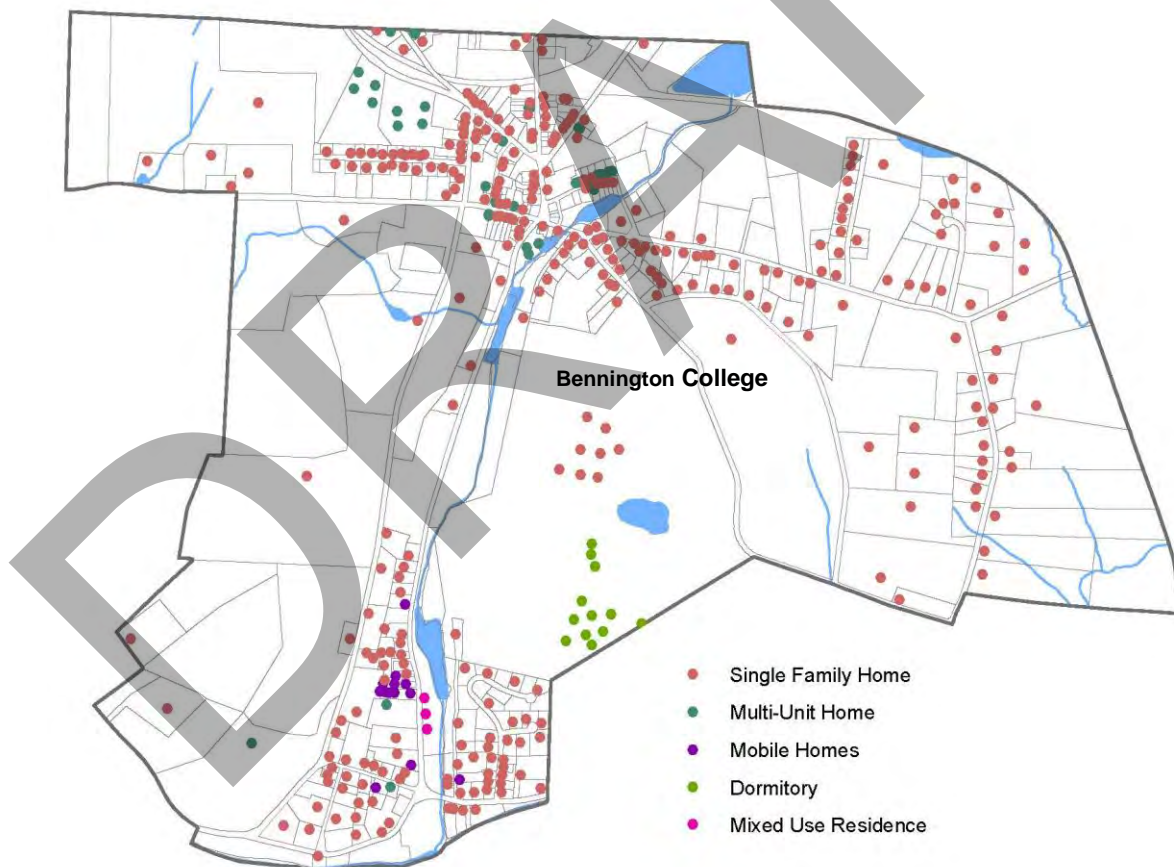 DRAFT
Bennington College
Single Family Home
Multi-Unit Home
Mobile Homes
Dormitory
Mixed Use Residence